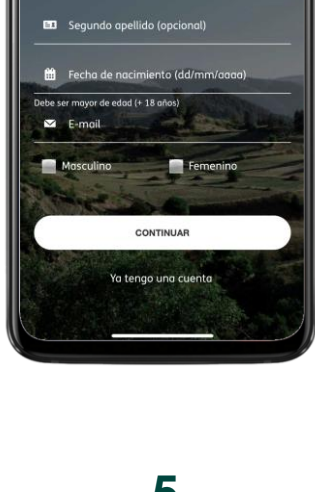 Segundo apellido (opcional)
Fecha de nacimiento (dd/mm/aaaa)
Debe ser mayor de edad (+ 18 años)
E-mail
Masculino Femenino
CONTINUAR
Ya tengo una cuenta
5